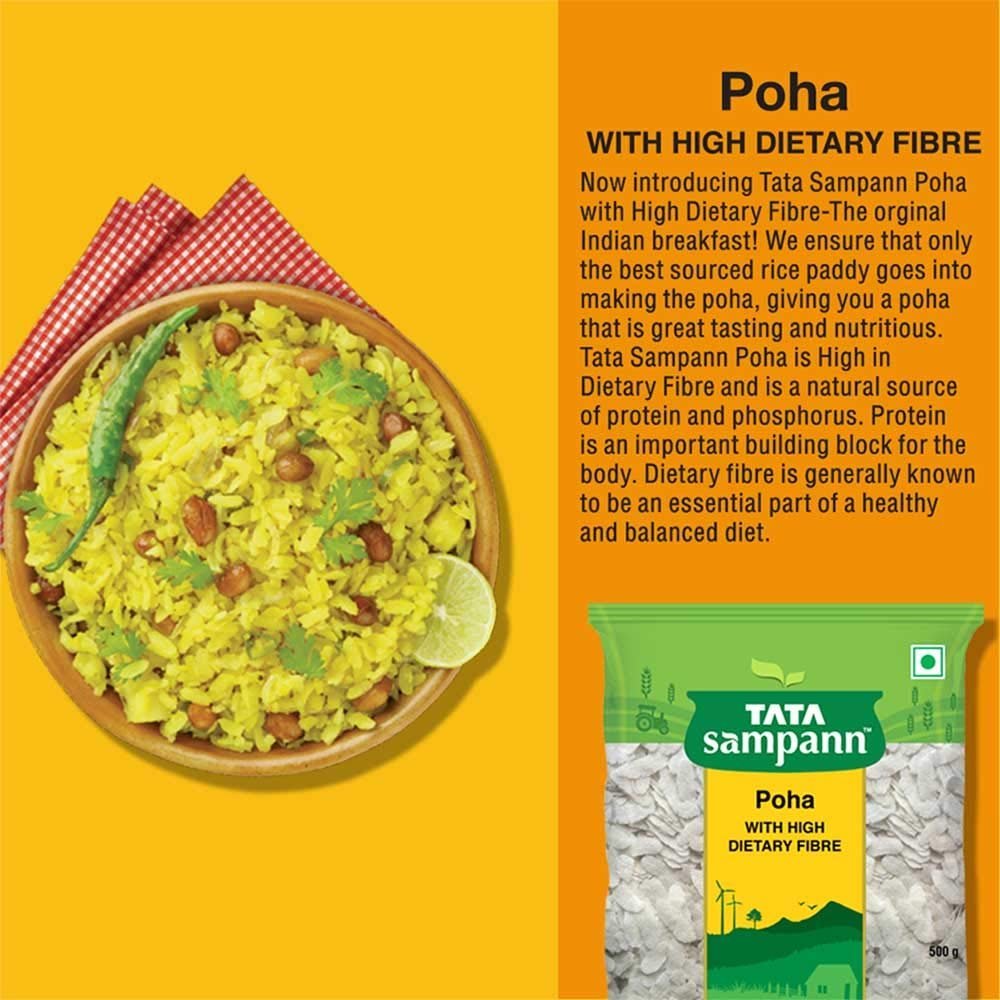 Poha
WITH HIGH DIETARY FIBRE
Now introducing Tata Sampann Poha
with High Dietary Fibre-The orginal
Indian breakfast! We ensure that only
the best sourced rice paddy goes into
making the poha, giving you a poha
that is great tasting and nutritious.
Tata Sampann Poha is High in
Dietary Fibre and is a natural source
of protein and phosphorus. Protein
is an important building block for the
body. Dietary fibre is generally known
to be an essential part of a healthy
and balanced diet.
TATA
sampann™
Poha
WITH HIGH
DIETARY FIBRE
500 g